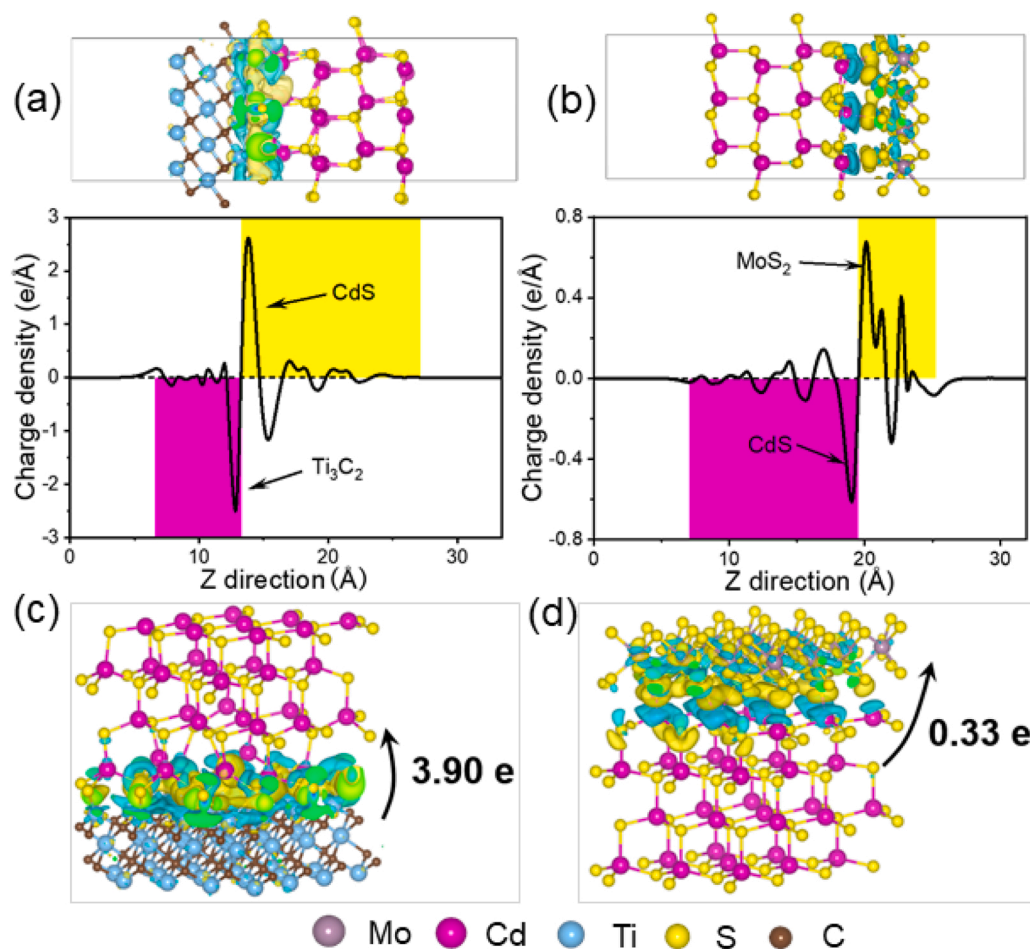 (a)
(b)
Charge density (e/Å)
3
2
1
0
-1
-2
-3
CdS
Ti₃C₂
0
10
20
30
Z direction (Å)
Charge density (e/Å)
0.8
0.4
0.0
-0.4
-0.8
MoS₂
CdS
0
10
20
30
Z direction (Å)
(c)
3.90 e
(d)
0.33 e
Mo Cd Ti S C